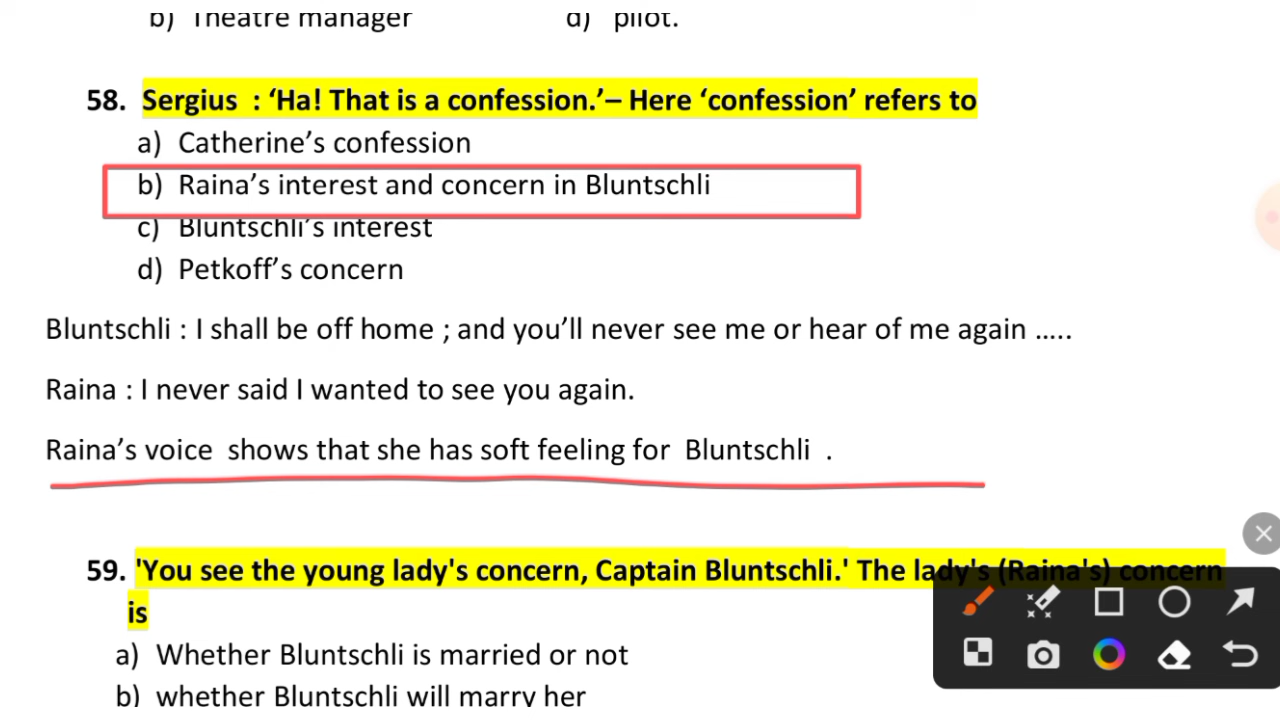 b) Theatre manager d) pilot.
58. Sergius : ‘Ha! That is a confession.’– Here ‘confession’ refers to
a) Catherine’s confession
b) Raina’s interest and concern in Bluntschli
c) Bluntschli’s interest
d) Petkoff’s concern
Bluntschli : I shall be off home ; and you’ll never see me or hear of me again …..
Raina : I never said I wanted to see you again.
Raina’s voice shows that she has soft feeling for Bluntschli .
59. 'You see the young lady's concern, Captain Bluntschli.' The lady's (Raina's) concern
is
a) Whether Bluntschli is married or not
b) whether Bluntschli will marry her